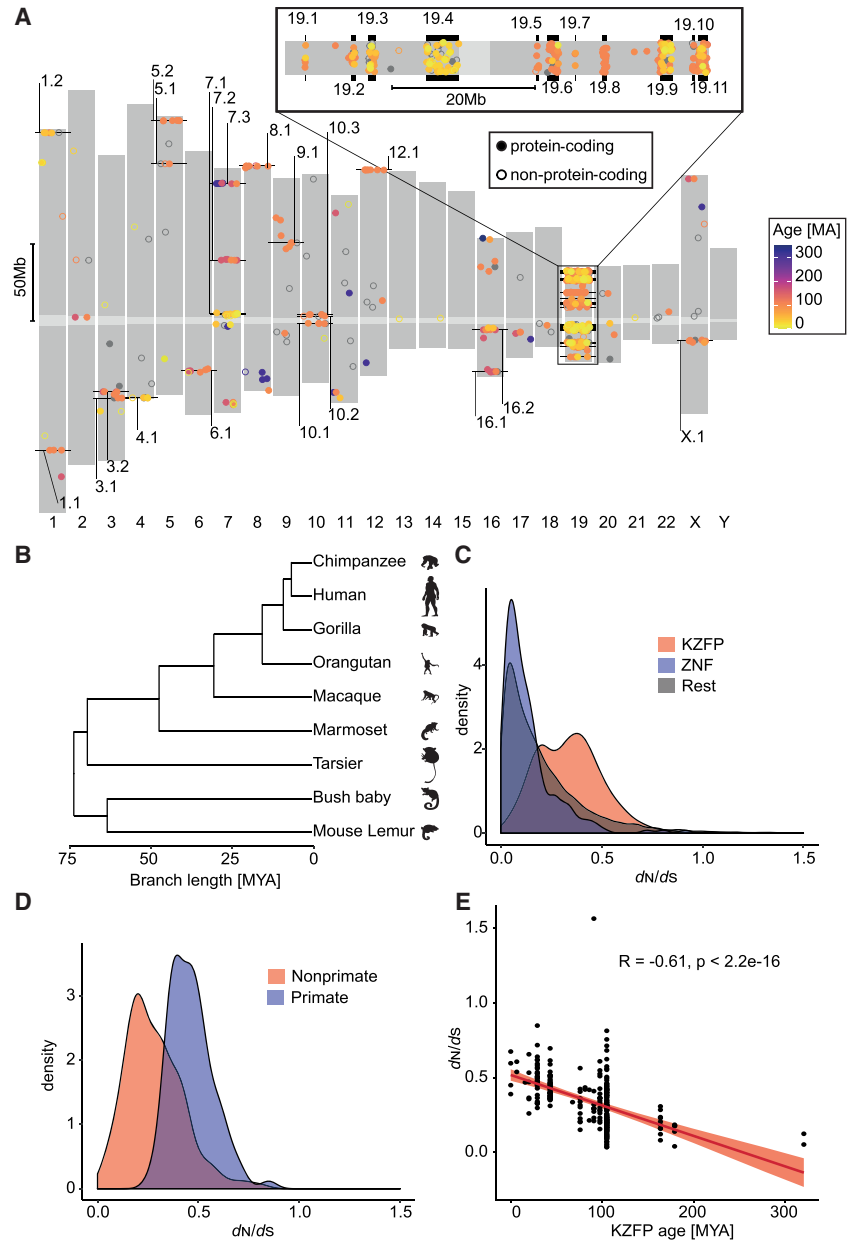 A
19.1
19.3
19.4
19.5
19.7
19.10
19.2
20Mb
19.6
19.8
19.9
19.11
1.2
5.2
5.1
7.1
7.2
7.3
8.1
9.1
10.3
12.1
protein-coding
non-protein-coding
Age [MA]
300
200
100
0
50Mb
1.1
3.1
3.2
4.1
6.1
10.1
10.2
16.1
16.2
X.1
1 2 3 4 5 6 7 8 9 10 11 12 13 14 15 16 17 18 19 20 21 22 X Y
B
Chimpanzee
Human
Gorilla
Orangutan
Macaque
Marmoset
Tarsier
Bush baby
Mouse Lemur
75 50 25 0
Branch length [MYA]
C
KZFP
ZNF
Rest
density
4
2
0
0.0 0.5 1.0 1.5
dN/dS
D
Nonprimate
Primate
density
3
2
1
0
0.0 0.5 1.0 1.5
dN/dS
E
R = -0.61, p < 2.2e-16
dN/dS
1.5
1.0
0.5
0.0
0 100 200 300
KZFP age [MYA]